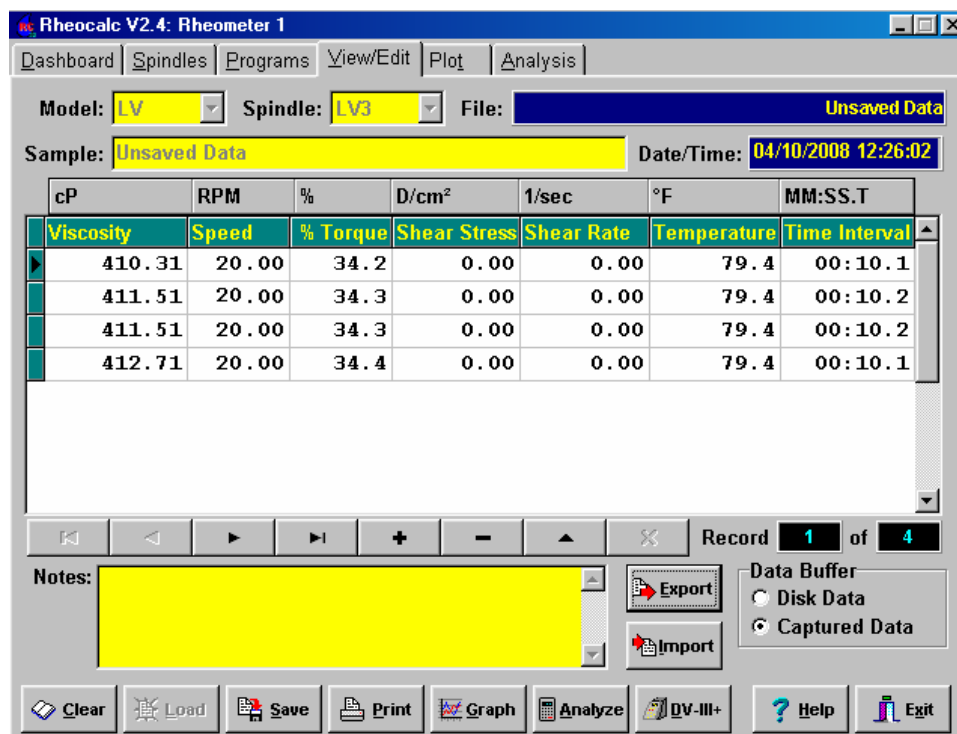 Rheocalc V2.4: Rheometer 1
Dashboard Spindles Programs View/Edit Plot Analysis
Model: LV Spindle: LV3 File: Unsaved Data
Sample: Unsaved Data Date/Time: 04/10/2008 12:26:02
cP RPM % D/cm² 1/sec °F MM:SS.T
Viscosity Speed % Torque Shear Stress Shear Rate Temperature Time Interval
410.31 20.00 34.2 0.00 0.00 79.4 00:10.1
411.51 20.00 34.3 0.00 0.00 79.4 00:10.2
411.51 20.00 34.3 0.00 0.00 79.4 00:10.2
412.71 20.00 34.4 0.00 0.00 79.4 00:10.1
Record 1 of 4
Notes: Export Data Buffer
Disk Data
Captured Data
Import
Clear Load Save Print Graph Analyze DV-III+ Help Exit